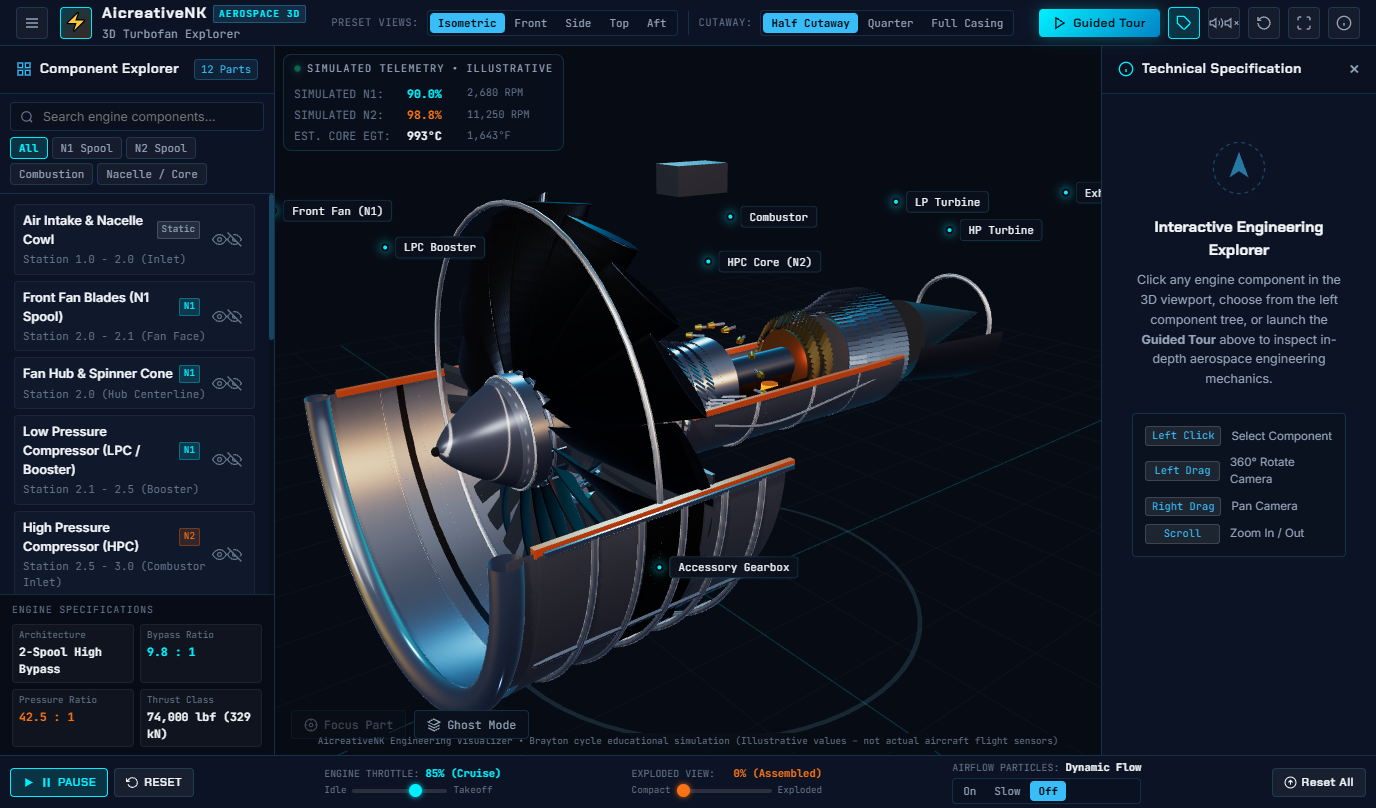 AicreativeNK AEROSPACE 3D
3D Turbofan Explorer
PRESET VIEWS: Isometric Front Side Top Aft
CUTAWAY: Half Cutaway Quarter Full Casing
Guided Tour
Component Explorer 12 Parts
Search engine components...
All N1 Spool N2 Spool
Combustion Nacelle / Core
Air Intake & Nacelle
Cowl
Static
Station 1.0 - 2.0 (Inlet)
Front Fan Blades (N1
Spool)
N1
Station 2.0 - 2.1 (Fan Face)
Fan Hub & Spinner Cone N1
Station 2.0 (Hub Centerline)
Low Pressure
Compressor (LPC /
Booster)
N1
Station 2.1 - 2.5 (Booster)
High Pressure
Compressor (HPC)
N2
Station 2.5 - 3.0 (Combustor
Inlet)
ENGINE SPECIFICATIONS
Architecture
2-Spool High
Bypass
Bypass Ratio
9.8 : 1
Pressure Ratio
42.5 : 1
Thrust Class
74,000 lbf (329
kN)
SIMULATED TELEMETRY • ILLUSTRATIVE
SIMULATED N1: 90.0% 2,680 RPM
SIMULATED N2: 98.8% 11,250 RPM
EST. CORE EGT: 993°C 1,643°F
Front Fan (N1)
LPC Booster
Combustor
HPC Core (N2)
LP Turbine
HP Turbine
Exh
Accessory Gearbox
Focus Part Ghost Mode
AicreativeNK Engineering Visualizer • Brayton cycle educational simulation (Illustrative values — not actual aircraft flight sensors)
Technical Specification ×
Interactive Engineering
Explorer
Click any engine component in the
3D viewport, choose from the left
component tree, or launch the
Guided Tour above to inspect in-
depth aerospace engineering
mechanics.
Left Click Select Component
Left Drag 360° Rotate
Camera
Right Drag Pan Camera
Scroll Zoom In / Out
PAUSE RESET
ENGINE THROTTLE: 85% (Cruise)
Idle Takeoff
EXPLODED VIEW: 0% (Assembled)
Compact Exploded
AIRFLOW PARTICLES: Dynamic Flow
On Slow Off
Reset All